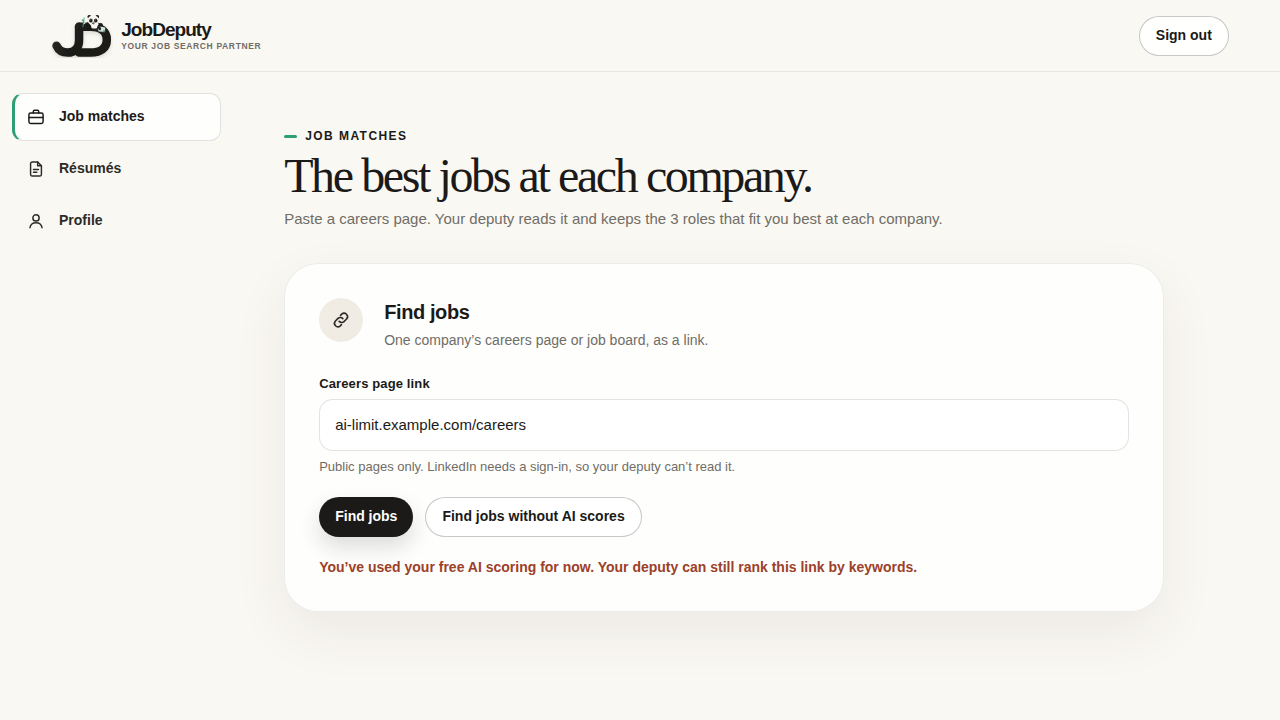 JobDeputy
YOUR JOB SEARCH PARTNER
Sign out
Job matches
Résumés
Profile
JOB MATCHES
The best jobs at each company.
Paste a careers page. Your deputy reads it and keeps the 3 roles that fit you best at each company.
Find jobs
One company’s careers page or job board, as a link.
Careers page link
ai-limit.example.com/careers
Public pages only. LinkedIn needs a sign-in, so your deputy can’t read it.
Find jobs
Find jobs without AI scores
You’ve used your free AI scoring for now. Your deputy can still rank this link by keywords.